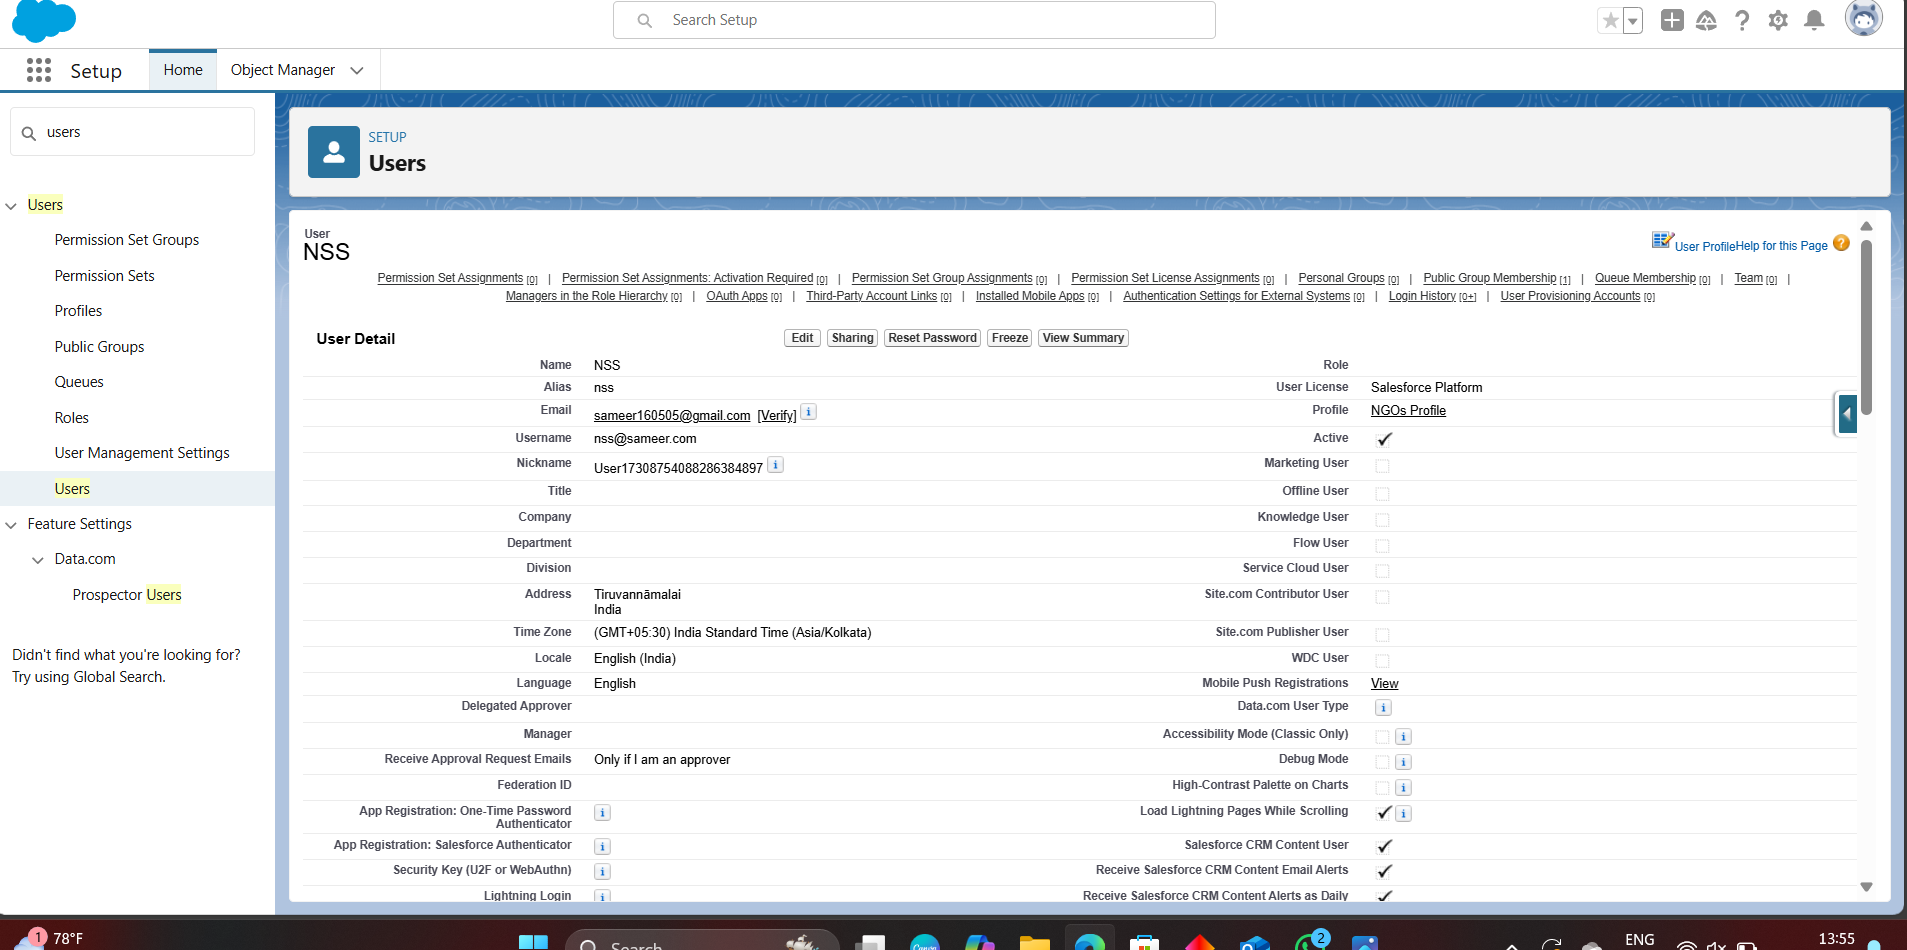 Search Setup
Setup
Home
Object Manager
users
Users
Permission Set Groups
Permission Sets
Profiles
Public Groups
Queues
Roles
User Management Settings
Users
Feature Settings
Data.com
Prospector Users
Didn't find what you're looking for?
Try using Global Search.
SETUP
Users
User
NSS
User Profile Help for this Page
Permission Set Assignments [0] | Permission Set Assignments: Activation Required [0] | Permission Set Group Assignments [0] | Permission Set License Assignments [0] | Personal Groups [0] | Public Group Membership [1] | Queue Membership [0] | Team [0] |
Managers in the Role Hierarchy [0] | OAuth Apps [0] | Third-Party Account Links [0] | Installed Mobile Apps [0] | Authentication Settings for External Systems [0] | Login History [0+] | User Provisioning Accounts [0]
User Detail Edit Sharing Reset Password Freeze View Summary
Name NSS Role
Alias nss User License Salesforce Platform
Email sameer160505@gmail.com [Verify] i Profile NGOs Profile
Username nss@sameer.com Active
Nickname User17308754088286384897 i Marketing User
Title Offline User
Company Knowledge User
Department Flow User
Division Service Cloud User
Address Tiruvannāmalai Site.com Contributor User
India
Time Zone (GMT+05:30) India Standard Time (Asia/Kolkata) Site.com Publisher User
Locale English (India) WDC User
Language English Mobile Push Registrations View
Delegated Approver Data.com User Type i
Manager Accessibility Mode (Classic Only) i
Receive Approval Request Emails Only if I am an approver Debug Mode i
Federation ID High-Contrast Palette on Charts i
App Registration: One-Time Password i Load Lightning Pages While Scrolling i
Authenticator
App Registration: Salesforce Authenticator i Salesforce CRM Content User
Security Key (U2F or WebAuthn) i Receive Salesforce CRM Content Email Alerts
Lightning Login i Receive Salesforce CRM Content Alerts as Daily
1 78°F
Search
Canva
2
ENG
13:55